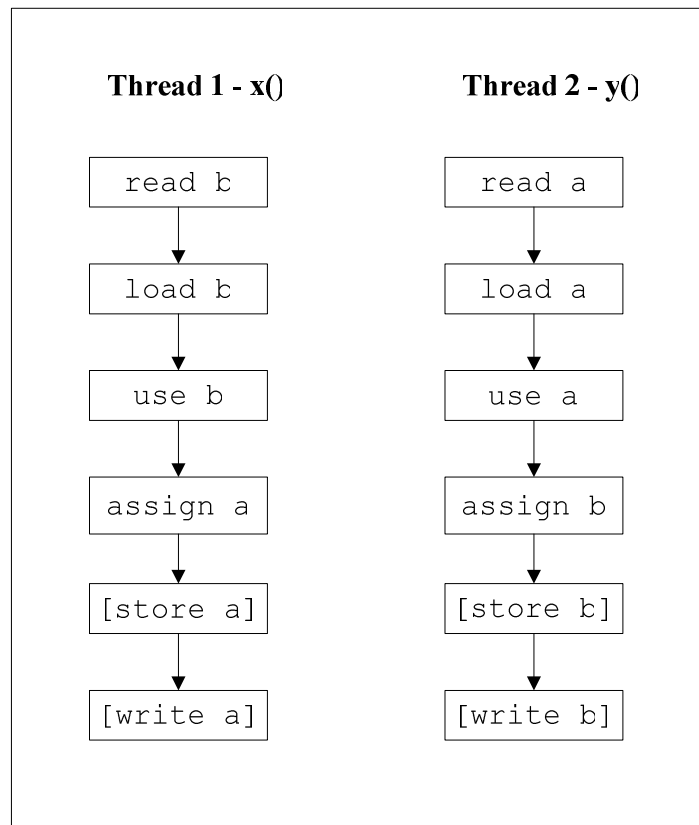 Thread 1 - x()
read b
load b
use b
assign a
[store a]
[write a]
Thread 2 - y()
read a
load a
use a
assign b
[store b]
[write b]